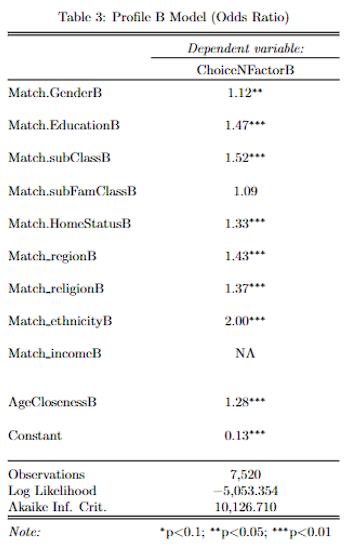 Table 3: Profile B Model (Odds Ratio)
Dependent variable:
ChoiceNFactorB
Match.GenderB 1.12**
Match.EducationB 1.47***
Match.subClassB 1.52***
Match.subFamClassB 1.09
Match.HomeStatusB 1.33***
Match_regionB 1.43***
Match_religionB 1.37***
Match_ethnicityB 2.00***
Match_incomeB NA
AgeClosenessB 1.28***
Constant 0.13***
Observations 7,520
Log Likelihood −5,053.354
Akaike Inf. Crit. 10,126.710
Note: *p<0.1; **p<0.05; ***p<0.01